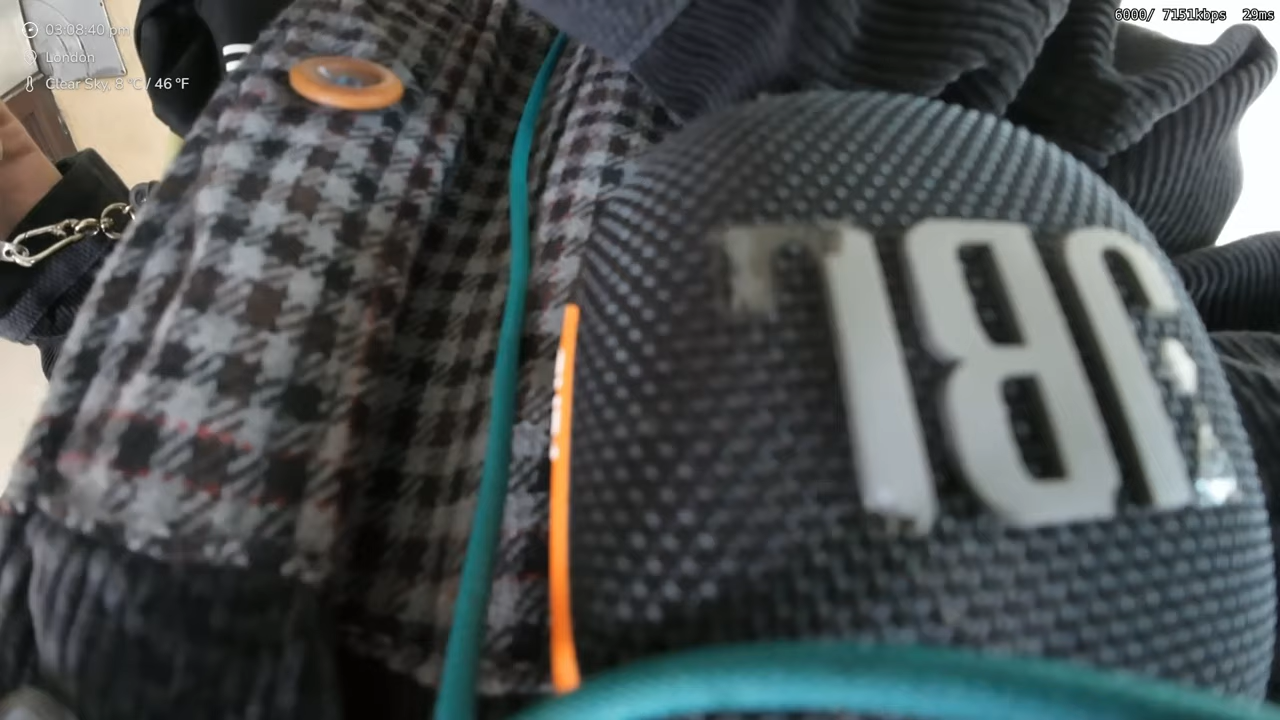 03:08:40 pm
London
Clear Sky, 8 °C / 46 °F
6000/ 7151kbps 29ms
JBL